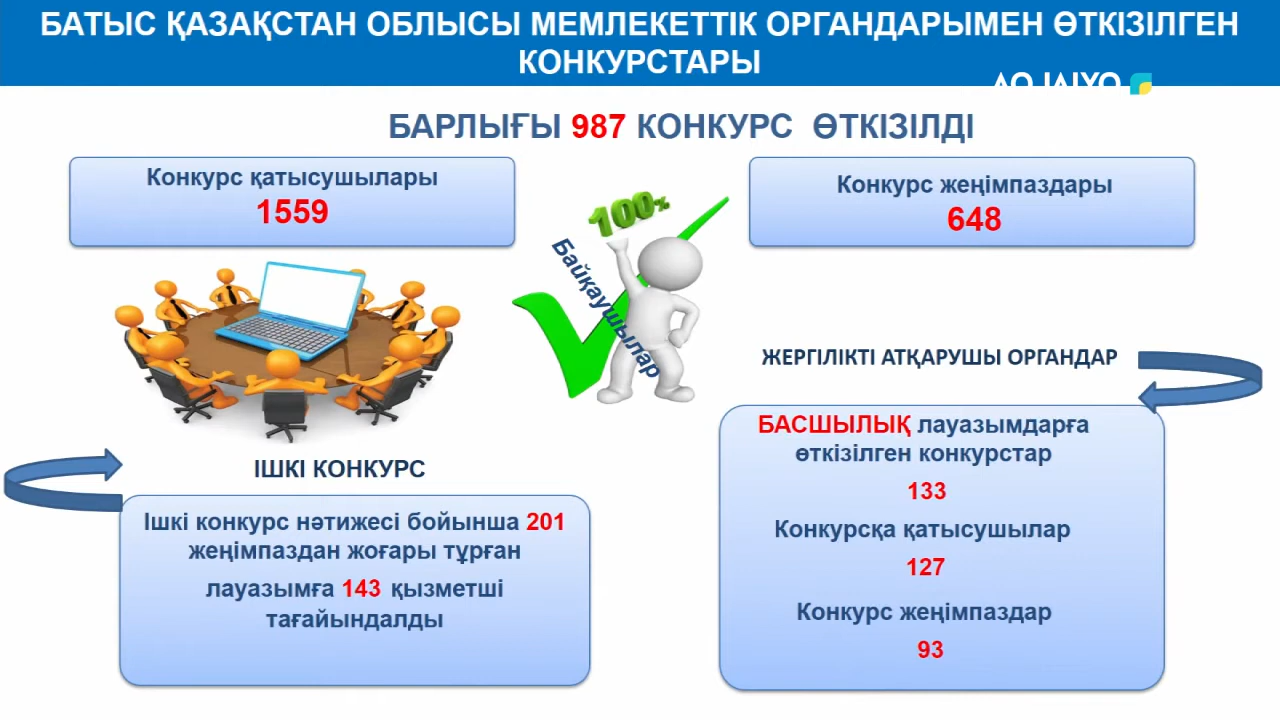 БАТЫС ҚАЗАҚСТАН ОБЛЫСЫ МЕМЛЕКЕТТІК ОРГАНДАРЫМЕН ӨТКІЗІЛГЕН
КОНКУРСТАРЫ
БАРЛЫҒЫ 987 КОНКУРС ӨТКІЗІЛДІ
Конкурс қатысушылары
1559
Конкурс жеңімпаздары
648
100%
Байқаушылар
ІШКІ КОНКУРС
Ішкі конкурс нәтижесі бойынша 201
жеңімпаздан жоғары тұрған
лауазымға 143 қызметші
тағайындалды
ЖЕРГІЛІКТІ АТҚАРУШЫ ОРГАНДАР
БАСШЫЛЫҚ лауазымдарға
өткізілген конкурстар
133
Конкурсқа қатысушылар
127
Конкурс жеңімпаздар
93